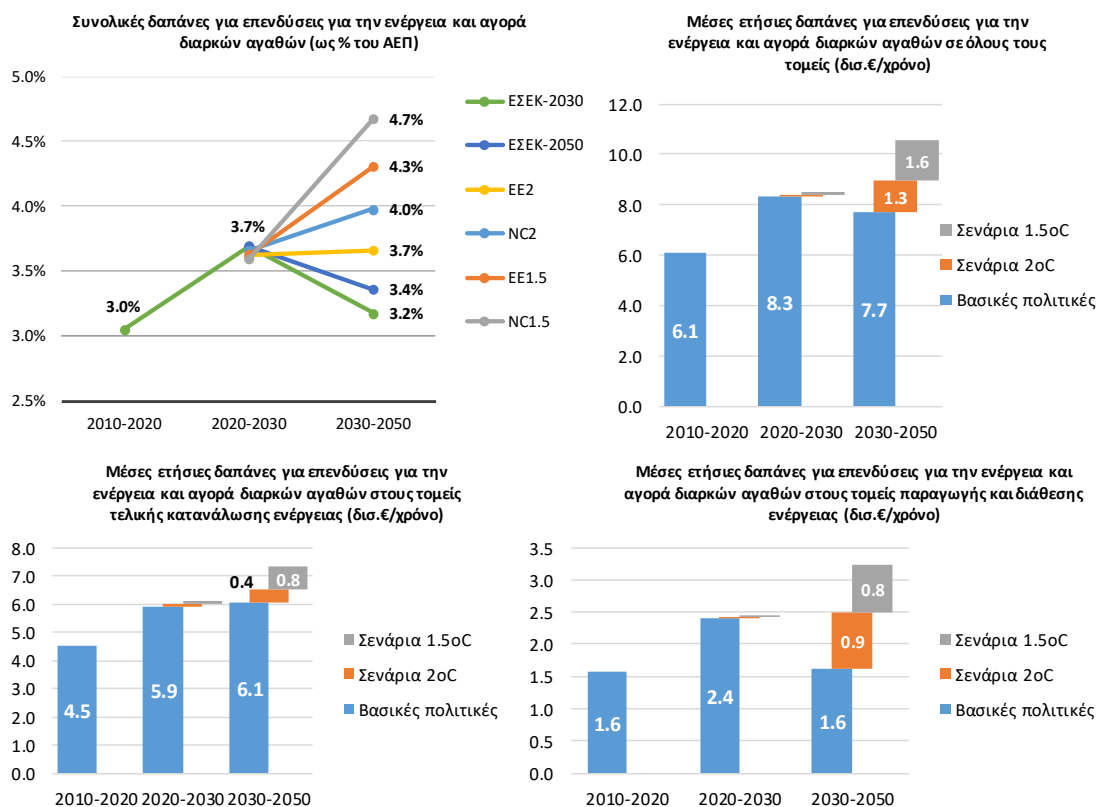 Συνολικές δαπάνες για επενδύσεις για την ενέργεια και αγορά
διαρκών αγαθών (ως % του ΑΕΠ)
5.0%
4.5%
4.0%
3.5%
3.0%
2.5%
3.0%
3.7%
4.7%
4.3%
4.0%
3.7%
3.4%
3.2%
2010-2020
2020-2030
2030-2050
ΕΣΕΚ-2030
ΕΣΕΚ-2050
EE2
NC2
EE1.5
NC1.5
Μέσες ετήσιες δαπάνες για επενδύσεις για την
ενέργεια και αγορά διαρκών αγαθών σε όλους τους
τομείς (δισ.€/χρόνο)
12.0
10.0
8.0
6.0
4.0
2.0
0.0
6.1
8.3
7.7
1.3
1.6
2010-2020
2020-2030
2030-2050
Σενάρια 1.5oC
Σενάρια 2oC
Βασικές πολιτικές
Μέσες ετήσιες δαπάνες για επενδύσεις για την
ενέργεια και αγορά διαρκών αγαθών στους τομείς
τελικής κατανάλωσης ενέργειας (δισ.€/χρόνο)
8.0
7.0
6.0
5.0
4.0
3.0
2.0
1.0
0.0
4.5
5.9
6.1
0.4
0.8
2010-2020
2020-2030
2030-2050
Σενάρια 1.5oC
Σενάρια 2oC
Βασικές πολιτικές
Μέσες ετήσιες δαπάνες για επενδύσεις για την ενέργεια και
αγορά διαρκών αγαθών στους τομείς παραγωγής και διάθεσης
ενέργειας (δισ.€/χρόνο)
3.5
3.0
2.5
2.0
1.5
1.0
0.5
0.0
1.6
2.4
1.6
0.9
0.8
2010-2020
2020-2030
2030-2050
Σενάρια 1.5oC
Σενάρια 2oC
Βασικές πολιτικές